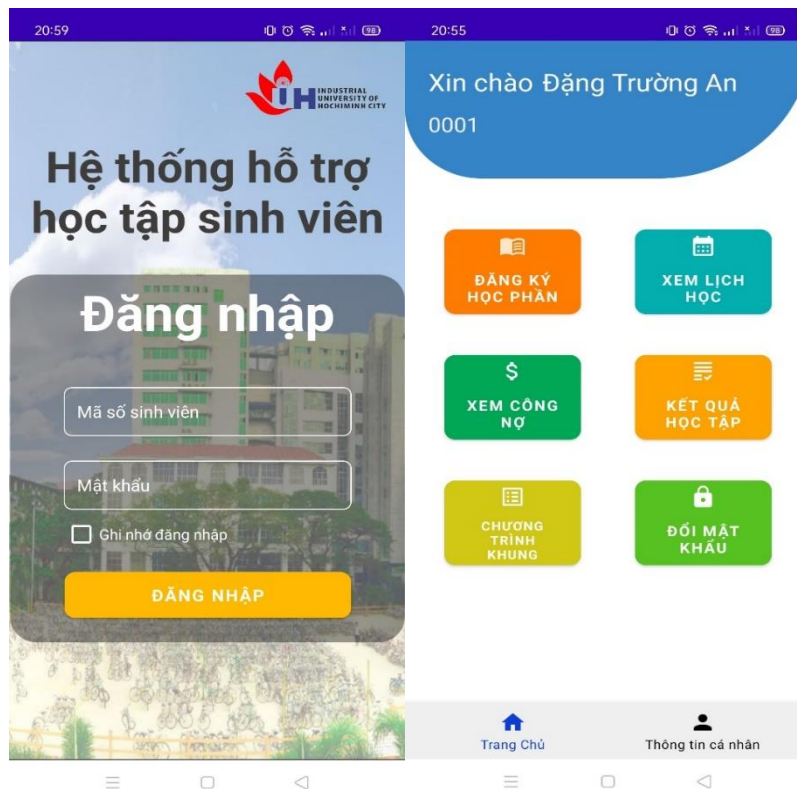 20:59
98
INDUSTRIAL
UNIVERSITY OF
HOCHIMINH CITY
Hệ thống hỗ trợ
học tập sinh viên
Đăng nhập
Mã số sinh viên
Mật khẩu
Ghi nhớ đăng nhập
ĐĂNG NHẬP
20:55
98
Xin chào Đặng Trường An
0001
ĐĂNG KÝ
HỌC PHẦN
XEM LỊCH
HỌC
$
XEM CÔNG
NỢ
KẾT QUẢ
HỌC TẬP
CHƯƠNG
TRÌNH
KHUNG
ĐỔI MẬT
KHẨU
Trang Chủ
Thông tin cá nhân